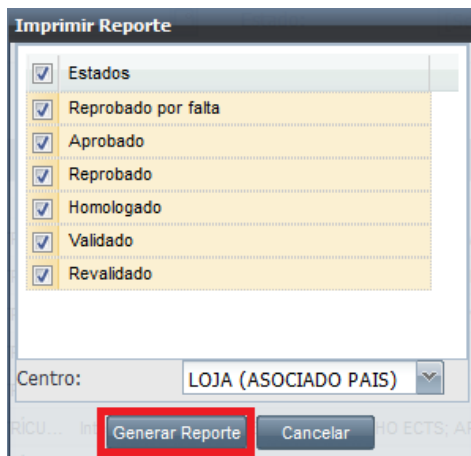 Imprimir Reporte
Estados
Reprobado por falta
Aprobado
Reprobado
Homologado
Validado
Revalidado
Centro: LOJA (ASOCIADO PAIS)
Generar Reporte Cancelar